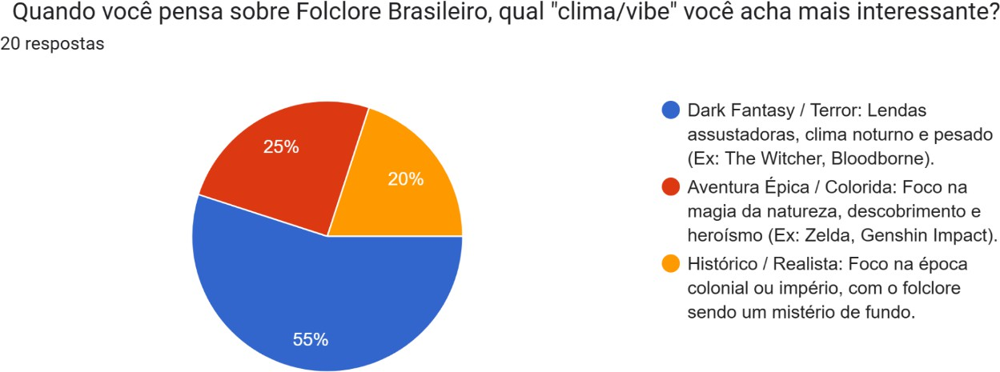 Quando você pensa sobre Folclore Brasileiro, qual "clima/vibe" você acha mais interessante?
20 respostas
25%
20%
55%
Dark Fantasy / Terror: Lendas
assustadoras, clima noturno e pesado
(Ex: The Witcher, Bloodborne).
Aventura Épica / Colorida: Foco na
magia da natureza, descobrimento e
heroísmo (Ex: Zelda, Genshin Impact).
Histórico / Realista: Foco na época
colonial ou império, com o folclore
sendo um mistério de fundo.